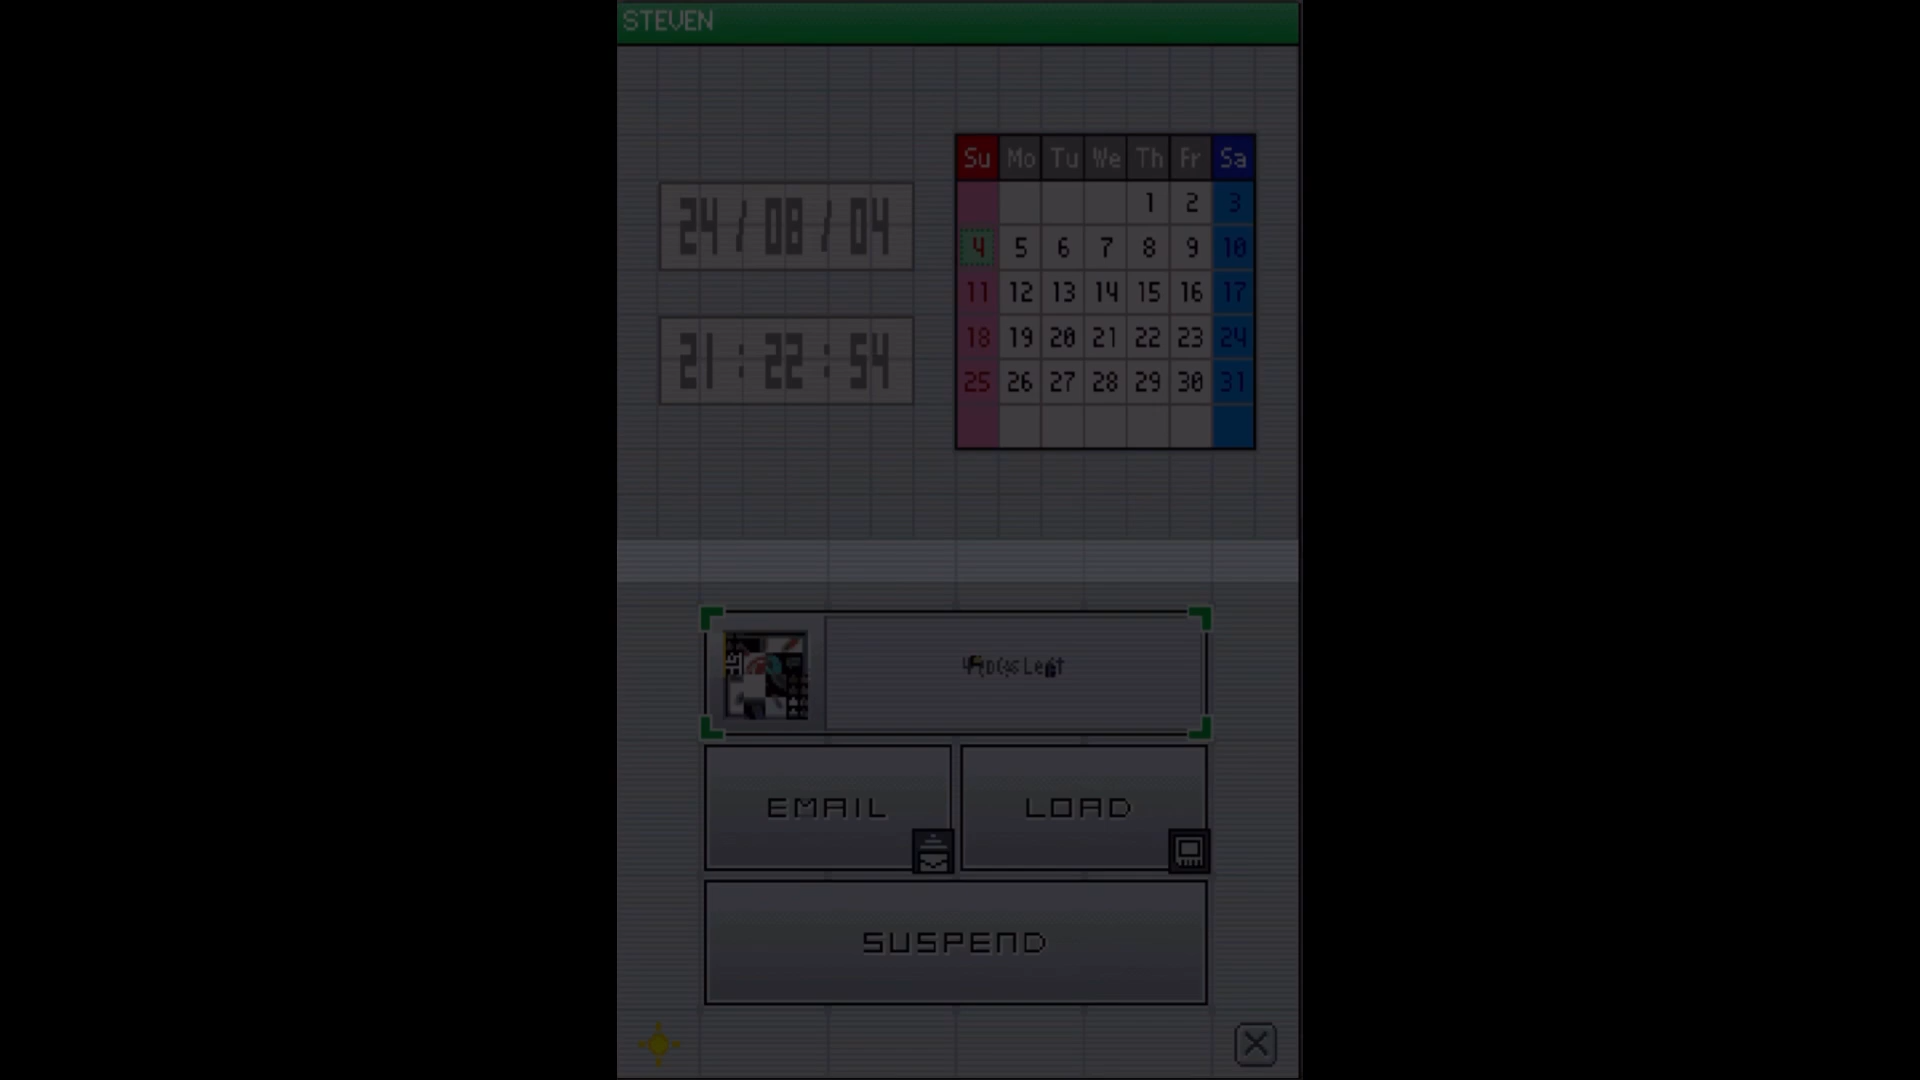 STEVEN
Su Mo Tu We Th Fr Sa
1 2 3
24/08/04
4 5 6 7 8 9 10
11 12 13 14 15 16 17
18 19 20 21 22 23 24
21:22:54
25 26 27 28 29 30 31
EMAIL
LOAD
SUSPEND